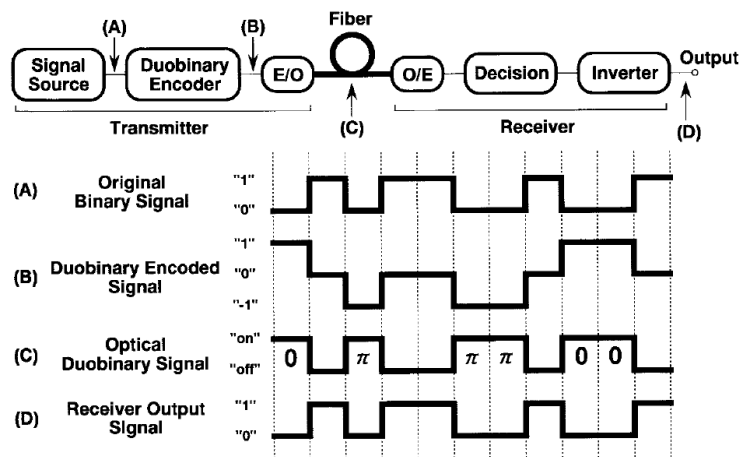 (A) (B) Fiber
Signal Source Duobinary Encoder E/O O/E Decision Inverter Output
Transmitter (C) Receiver (D)
(A) Original Binary Signal "1" "0"
(B) Duobinary Encoded Signal "1" "0" "-1"
(C) Optical Duobinary Signal "on" "off" 0 π π π 0 0
(D) Receiver Output Signal "1" "0"